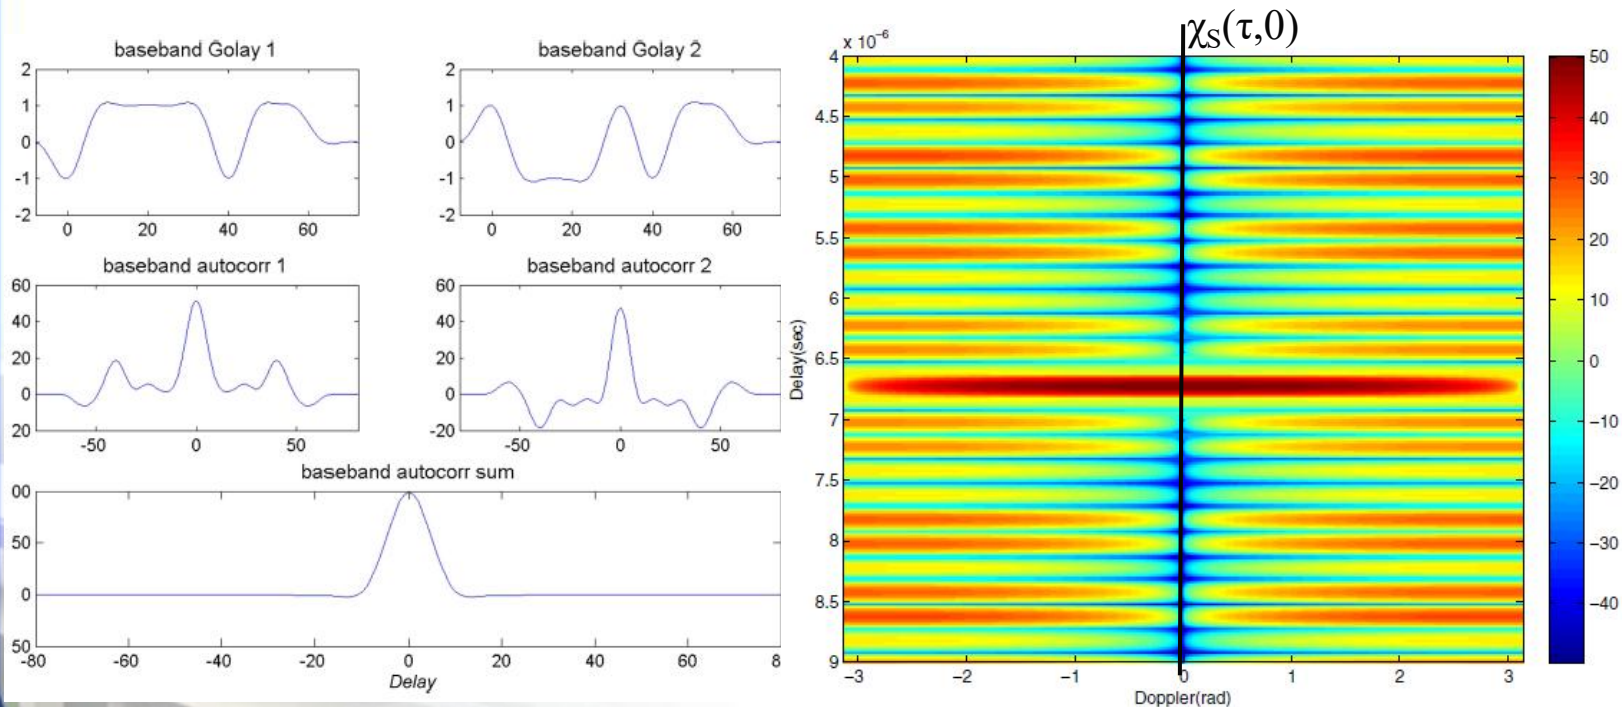 baseband Golay 1
2
1
0
-1
-2
0 20 40 60
baseband Golay 2
2
1
0
-1
-2
0 20 40 60
baseband autocorr 1
60
40
20
0
20
-50 0 50
baseband autocorr 2
60
40
20
0
-20
-50 0 50
baseband autocorr sum
00
50
0
50
-80 -60 -40 -20 0 20 40 60 8
Delay
χS(τ,0)
x 10⁻⁶
4
4.5
5
5.5
6
6.5
7
7.5
8
8.5
9
Delay(sec)
−3 −2 −1 0 1 2 3
Doppler(rad)
50
40
30
20
10
0
−10
−20
−30
−40